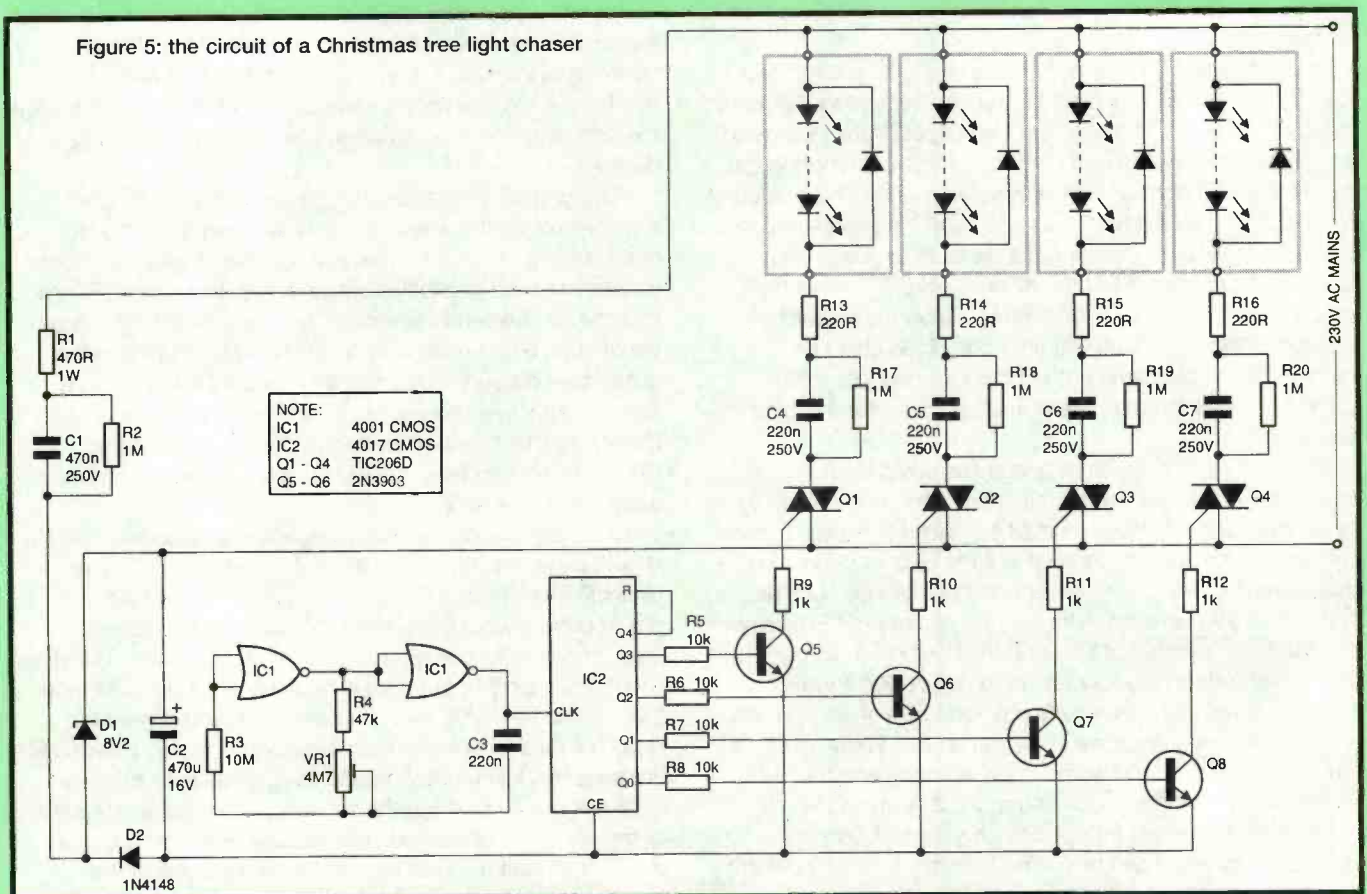 Figure 5: the circuit of a Christmas tree light chaser
R1
470R
1W
C1
470n
250V
R2
1M
NOTE:
IC1 4001 CMOS
IC2 4017 CMOS
Q1 - Q4 TIC206D
Q5 - Q6 2N3903
R13
220R
R14
220R
R15
220R
R16
220R
R17
1M
R18
1M
R19
1M
R20
1M
C4
220n
250V
C5
220n
250V
C6
220n
250V
C7
220n
250V
Q1
Q2
Q3
Q4
230V AC MAINS
R9
1k
R10
1k
R11
1k
R12
1k
D1
8V2
C2
470u
16V
+
R3
10M
IC1
R4
47k
VR1
4M7
IC1
C3
220n
R
Q4
Q3
IC2
Q2
CLK
Q1
Q0
CE
R5
10k
R6 10k
R7 10k
R8 10k
Q5
Q6
Q7
Q8
D2
1N4148